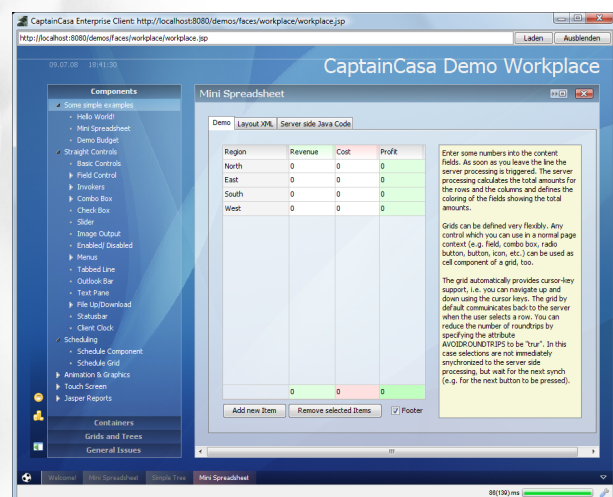 CaptainCasa Enterprise Client: http://localhost:8080/demos/faces/workplace/workplace.jsp
http://localhost:8080/demos/faces/workplace/workplace.jsp
Laden
Ausblenden
09.07.08 18:41:30
CaptainCasa Demo Workplace
Components
Some simple examples
Hello World!
Mini Spreadsheet
Demo Budget
Straight Controls
Basic Controls
Field Control
Invokers
Combo Box
Check Box
Slider
Image Output
Enabled/ Disabled
Menus
Tabbed Line
Outlook Bar
Text Pane
File Up/Download
Statusbar
Client Clock
Scheduling
Schedule Component
Schedule Grid
Animation & Graphics
Touch Screen
Jasper Reports
Containers
Grids and Trees
General Issues
Mini Spreadsheet
Demo Layout XML Server side Java Code
Region Revenue Cost Profit
North 0 0 0
East 0 0 0
South 0 0 0
West 0 0 0
0 0 0
Add new Item Remove selected Items Footer
Enter some numbers into the content
fields. As soon as you leave the line the
server processing is triggered. The server
processing calculates the total amounts for
the rows and the columns and defines the
coloring of the fields showing the total
amounts.
Grids can be defined very flexibly. Any
control which you can use in a normal page
context (e.g. field, combo box, radio
button, button, icon, etc.) can be used as
cell component of a grid, too.
The grid automatically provides cursor-key
support, i.e. you can navigate up and
down using the cursor keys. The grid by
default communicates back to the server
when the user selects a row. You can
reduce the number of roundtrips by
specifying the attribute
AVOIDROUNDTRIPS to be "trur". In this
case selections are not immediately
snychronized to the server side
processing, but wait for the next synch
(e.g. for the next button to be pressed).
Welcome! Mini Spreadsheet Simple Tree Mini Spreadsheet
86(139) ms